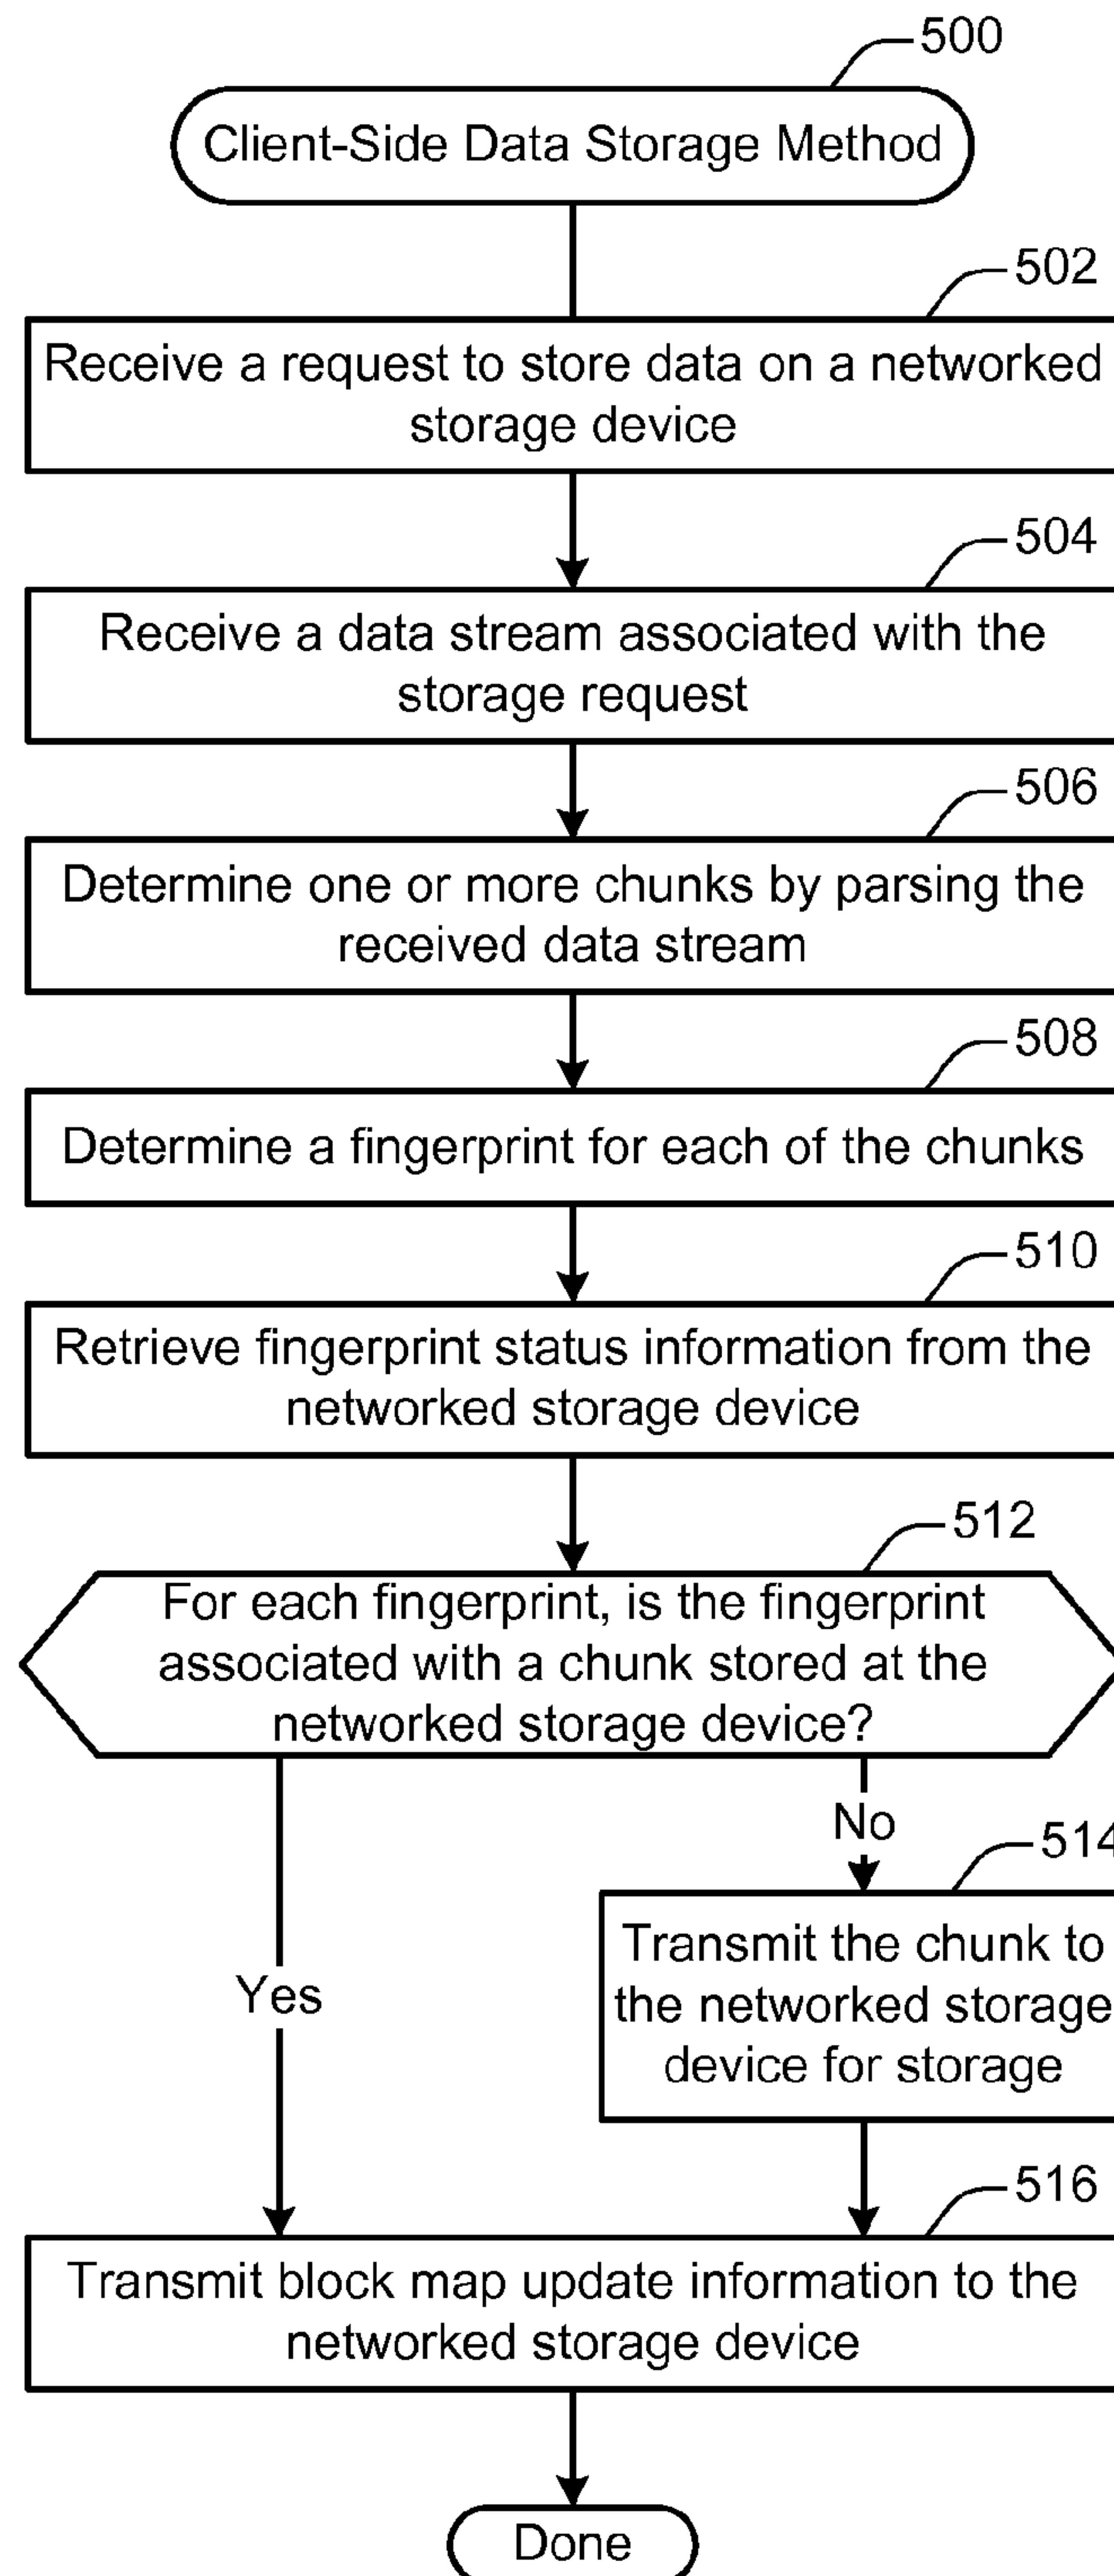 500
Client-Side Data Storage Method
502
Receive a request to store data on a networked
storage device
504
Receive a data stream associated with the
storage request
506
Determine one or more chunks by parsing the
received data stream
508
Determine a fingerprint for each of the chunks
510
Retrieve fingerprint status information from the
networked storage device
512
For each fingerprint, is the fingerprint
associated with a chunk stored at the
networked storage device?
No
514
Transmit the chunk to
the networked storage
device for storage
Yes
516
Transmit block map update information to the
networked storage device
Done